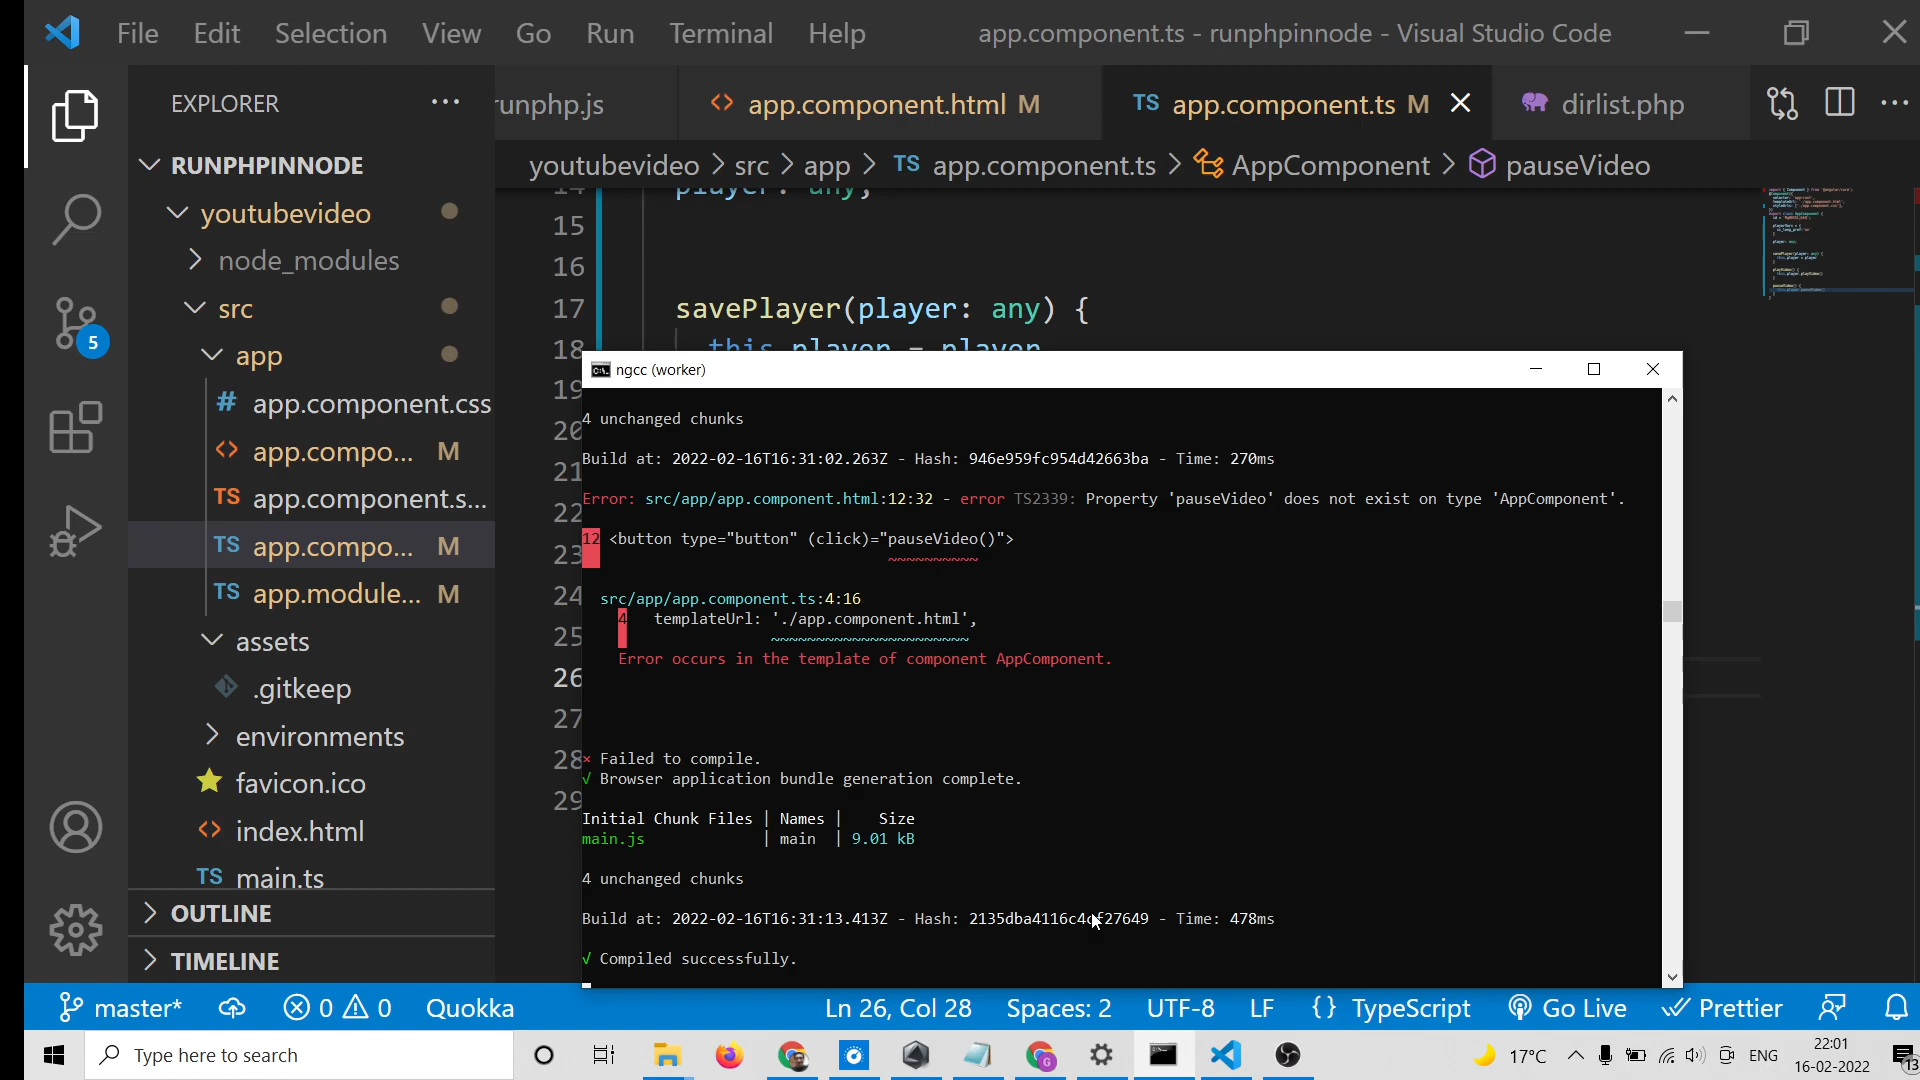 File Edit Selection View Go Run Terminal Help app.component.ts - runphpinnode - Visual Studio Code
EXPLORER
runphp.js app.component.html M TS app.component.ts M dirlist.php
RUNPHPINNODE
youtubevideo > src > app > TS app.component.ts > AppComponent > pauseVideo
youtubevideo
node_modules
src
app
# app.component.css
app.compo... M
TS app.component.s...
TS app.compo... M
TS app.module... M
assets
.gitkeep
environments
favicon.ico
index.html
TS main.ts
OUTLINE
TIMELINE
5
14 player: any;
15
16
17 savePlayer(player: any) {
18 this.player = player
19
20
21
22
23
24
25
26
27
28
29
ngcc (worker)
4 unchanged chunks
Build at: 2022-02-16T16:31:02.263Z - Hash: 946e959fc954d42663ba - Time: 270ms
Error: src/app/app.component.html:12:32 - error TS2339: Property 'pauseVideo' does not exist on type 'AppComponent'.
12 <button type="button" (click)="pauseVideo()">
~~~~~~~~~~
src/app/app.component.ts:4:16
4 templateUrl: './app.component.html',
~~~~~~~~~~~~~~~~~~~~~~
Error occurs in the template of component AppComponent.
× Failed to compile.
√ Browser application bundle generation complete.
Initial Chunk Files | Names | Size
main.js | main | 9.01 kB
4 unchanged chunks
Build at: 2022-02-16T16:31:13.413Z - Hash: 2135dba4116c4cf27649 - Time: 478ms
√ Compiled successfully.
master* 0 0 Quokka Ln 26, Col 28 Spaces: 2 UTF-8 LF {} TypeScript Go Live Prettier
Type here to search 17°C ENG 22:01
16-02-2022 13